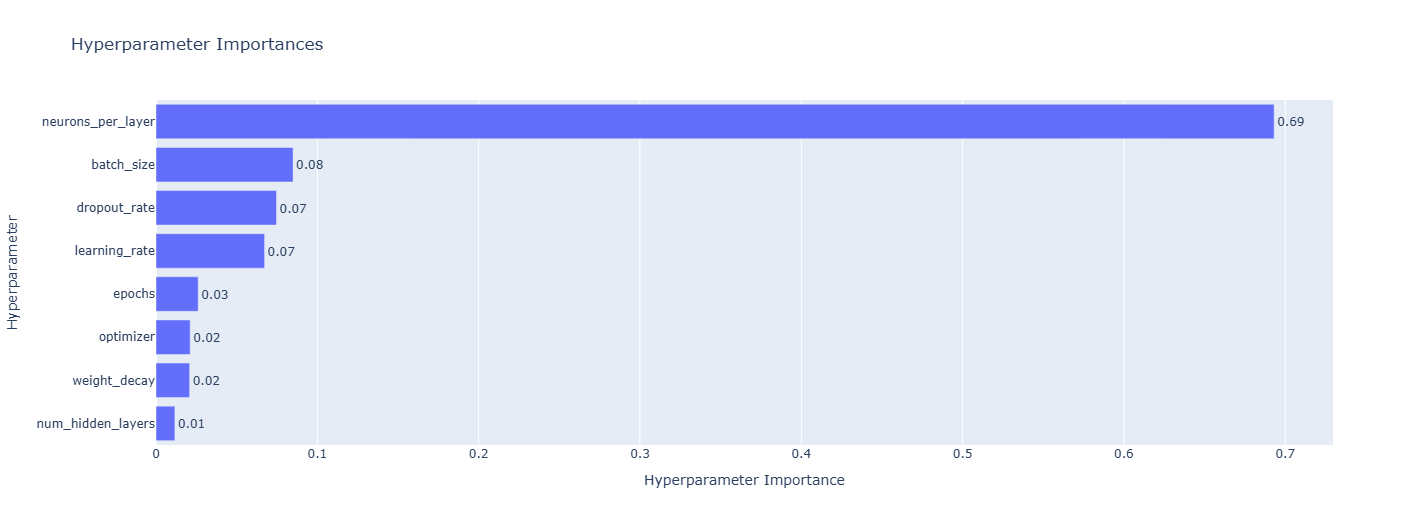 Hyperparameter Importances
Hyperparameter
neurons_per_layer 0.69
batch_size 0.08
dropout_rate 0.07
learning_rate 0.07
epochs 0.03
optimizer 0.02
weight_decay 0.02
num_hidden_layers 0.01
0 0.1 0.2 0.3 0.4 0.5 0.6 0.7
Hyperparameter Importance